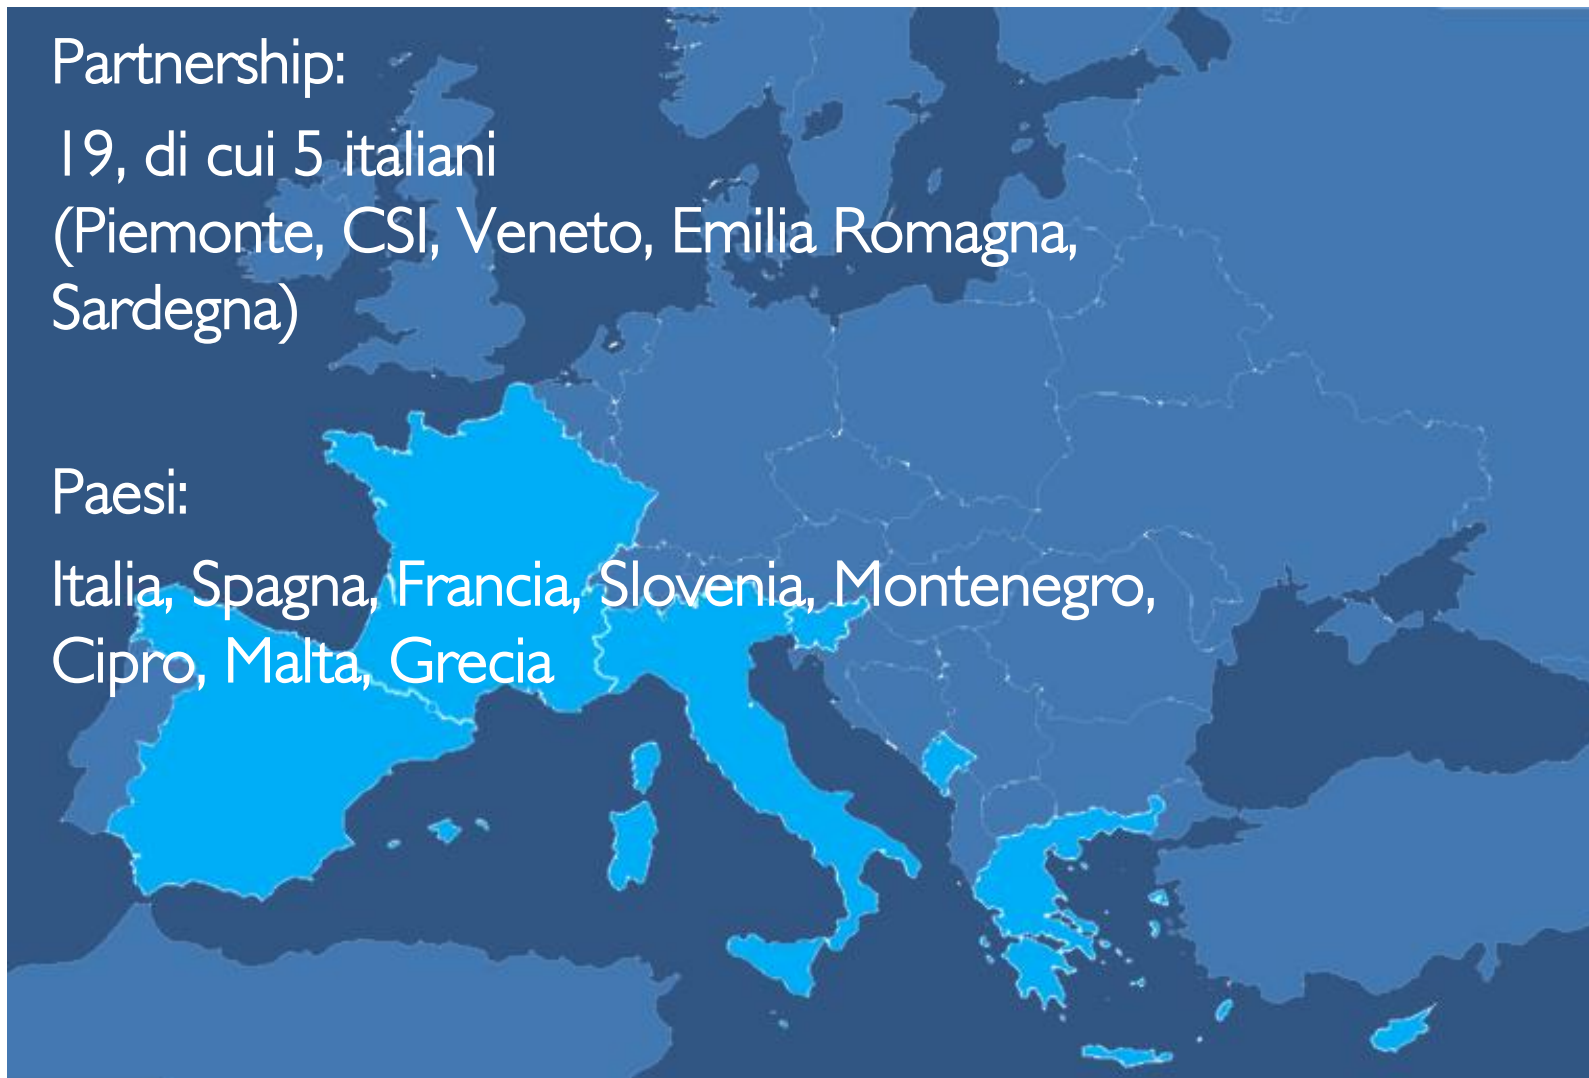 Partnership:
19, di cui 5 italiani
(Piemonte, CSI, Veneto, Emilia Romagna,
Sardegna)
Paesi:
Italia, Spagna, Francia, Slovenia, Montenegro,
Cipro, Malta, Grecia